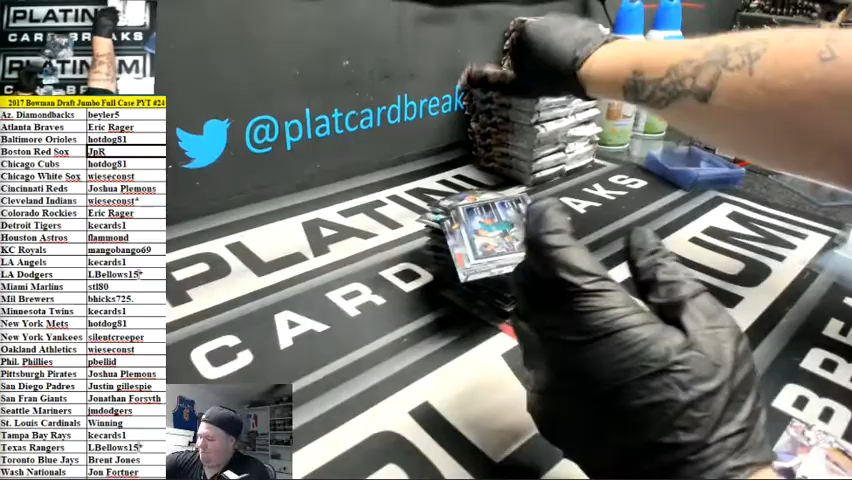 PLATINUM
CARD BREAKS
2017 Bowman Draft Jumbo Full Case PYT #24
Az. Diamondbacks beyler5
Atlanta Braves Eric Rager
Baltimore Orioles hotdog81
Boston Red Sox JpR
Chicago Cubs hotdog81
Chicago White Sox wieseconst
Cincinnati Reds Joshua Plemons
Cleveland Indians wieseconst*
Colorado Rockies Eric Rager
Detroit Tigers kecards1
Houston Astros flammond
KC Royals mangobango69
LA Angels kecards1
LA Dodgers LBellows15*
Miami Marlins stl80
Mil Brewers bhicks725.
Minnesota Twins kecards1
New York Mets hotdog81
New York Yankees silentcreeper
Oakland Athletics wieseconst
Phil. Phillies pbellid
Pittsburgh Pirates Joshua Plemons
San Diego Padres Justin gillespie
San Fran Giants Jonathan Forsyth
Seattle Mariners jmdodgers
St. Louis Cardinals Winning
Tampa Bay Rays kecards1
Texas Rangers LBellows15*
Toronto Blue Jays Brent Jones
Wash Nationals Jon Fortner
@platcardbreak
PLATIN
CARD
AKS